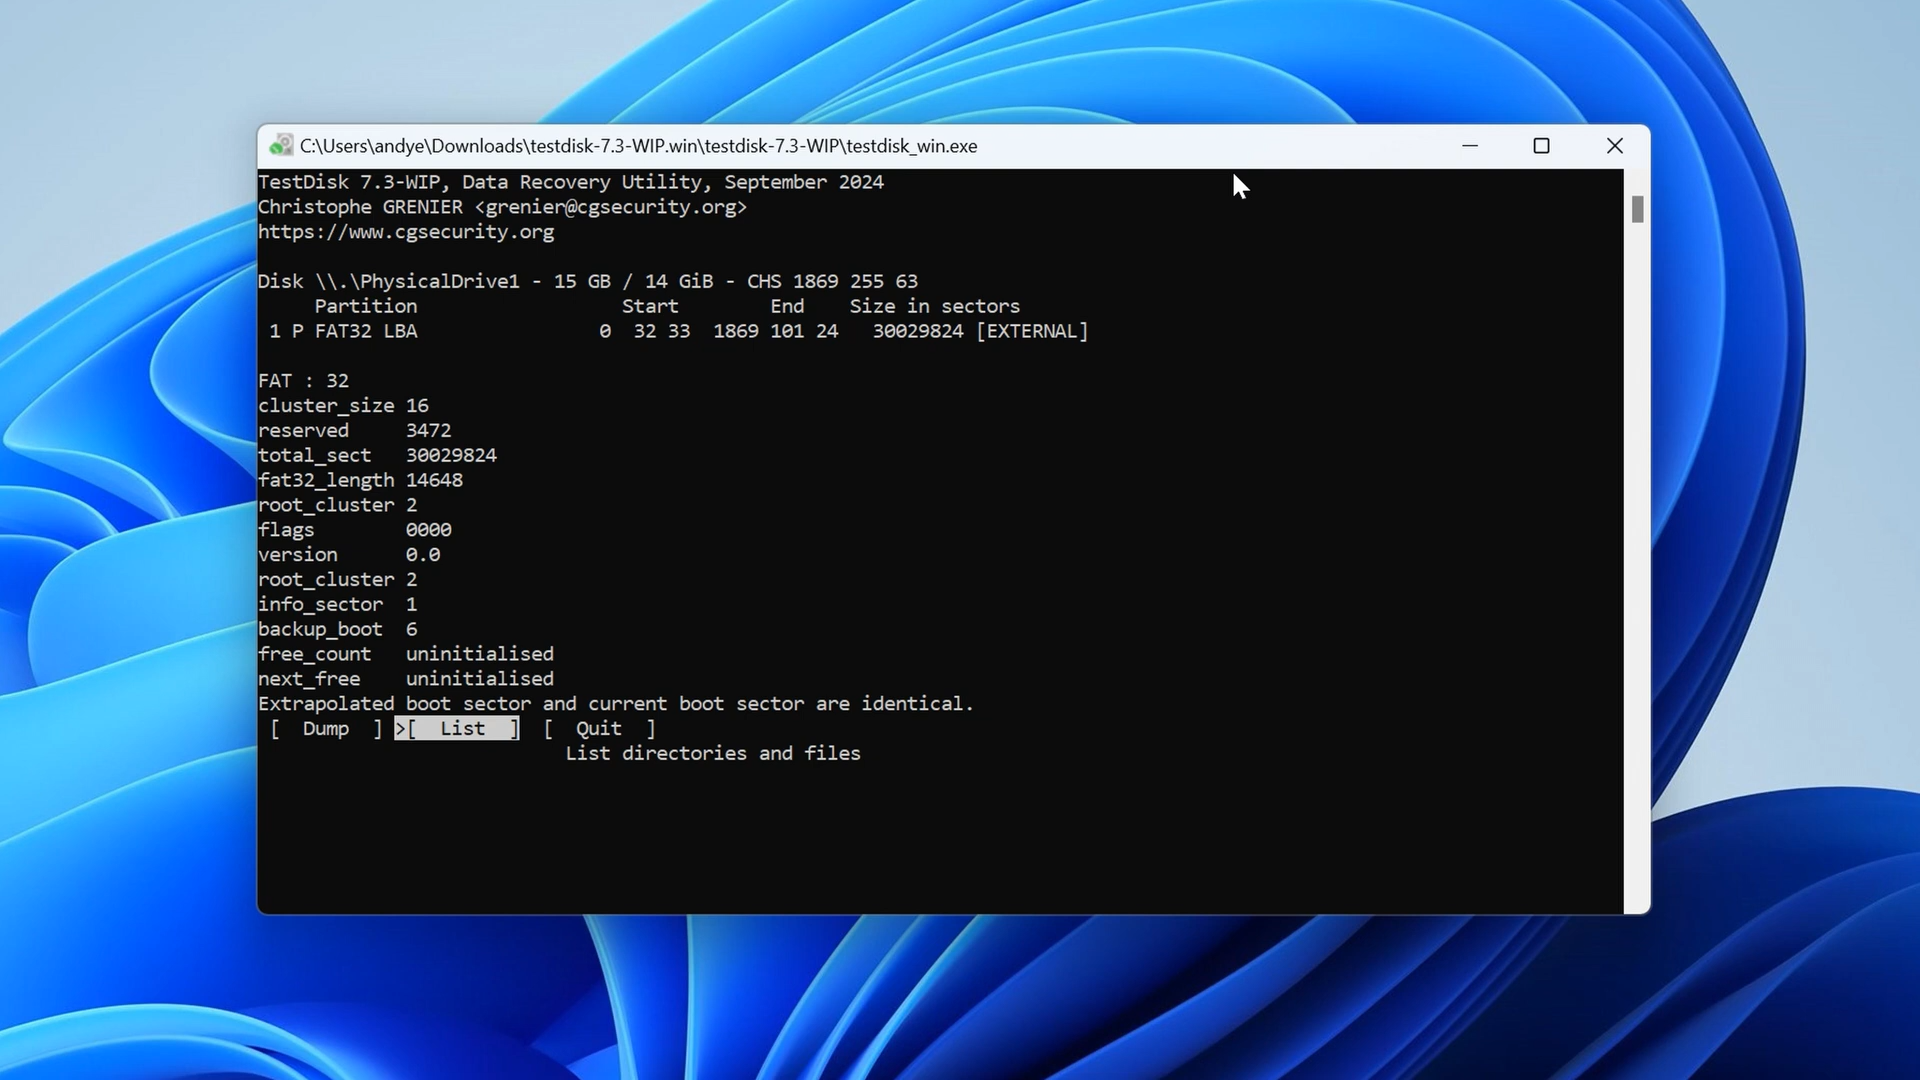 C:\Users\andye\Downloads\testdisk-7.3-WIP.win\testdisk-7.3-WIP\testdisk_win.exe
TestDisk 7.3-WIP, Data Recovery Utility, September 2024
Christophe GRENIER <grenier@cgsecurity.org>
https://www.cgsecurity.org
Disk \\.\PhysicalDrive1 - 15 GB / 14 GiB - CHS 1869 255 63
     Partition                  Start        End    Size in sectors
 1 P FAT32 LBA                0  32 33  1869 101 24   30029824 [EXTERNAL]
FAT : 32
cluster_size 16
reserved     3472
total_sect   30029824
fat32_length 14648
root_cluster 2
flags        0000
version      0.0
root_cluster 2
info_sector  1
backup_boot  6
free_count   uninitialised
next_free    uninitialised
Extrapolated boot sector and current boot sector are identical.
 [  Dump  ] >[  List  ]  [  Quit  ]
                           List directories and files